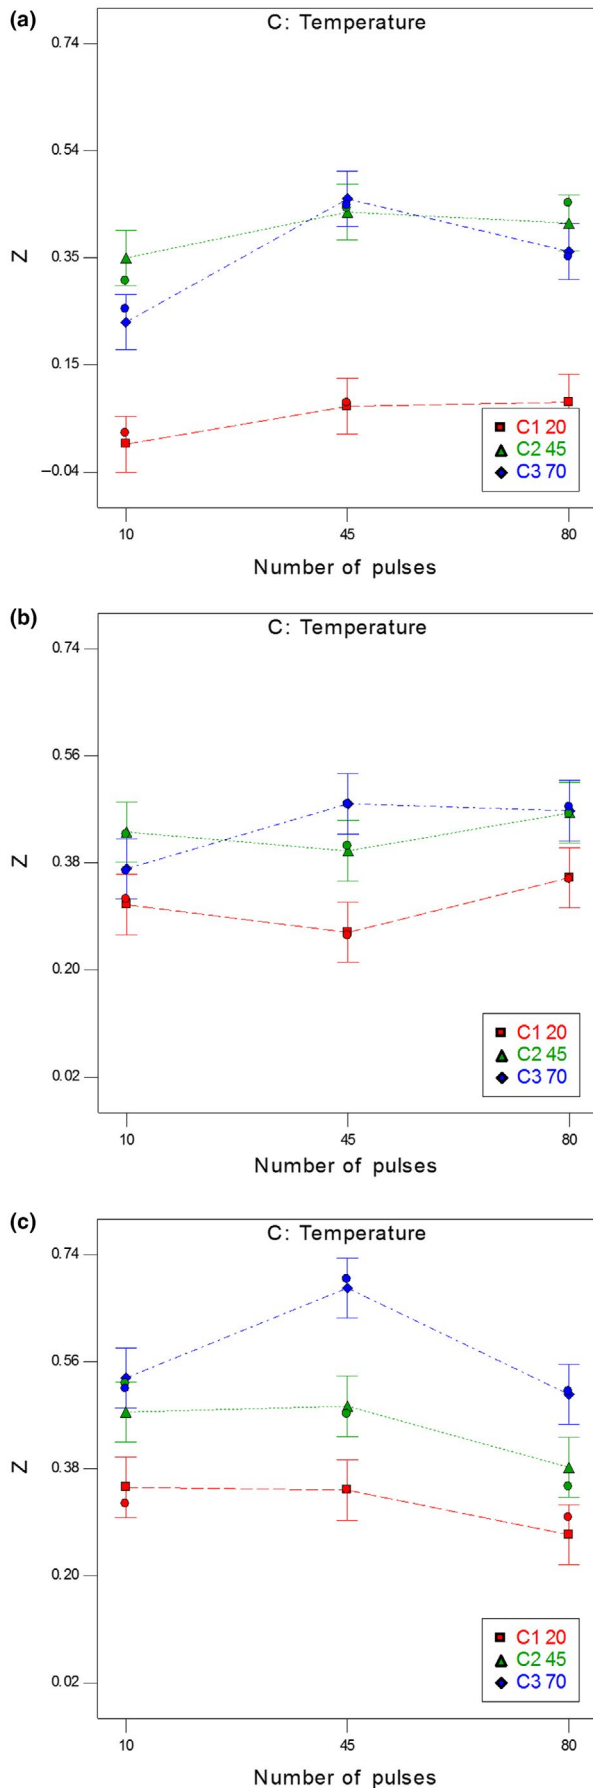 (a)
C: Temperature
0.74
0.54
0.35
0.15
−0.04
Z
C1 20
C2 45
C3 70
10 45 80
Number of pulses
(b)
C: Temperature
0.74
0.56
0.38
0.20
0.02
Z
C1 20
C2 45
C3 70
10 45 80
Number of pulses
(c)
C: Temperature
0.74
0.56
0.38
0.20
0.02
Z
C1 20
C2 45
C3 70
10 45 80
Number of pulses